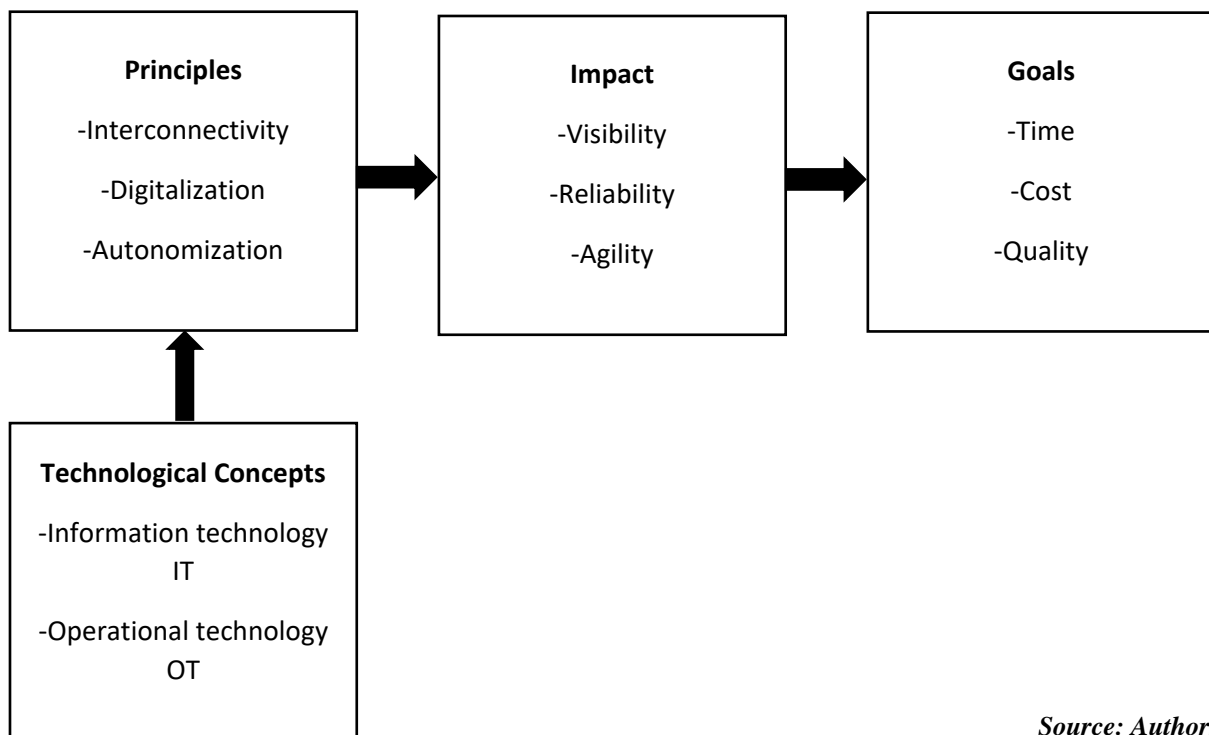 Principles
-Interconnectivity
-Digitalization
-Autonomization
Impact
-Visibility
-Reliability
-Agility
Goals
-Time
-Cost
-Quality
Technological Concepts
-Information technology
IT
-Operational technology
OT
Source: Author